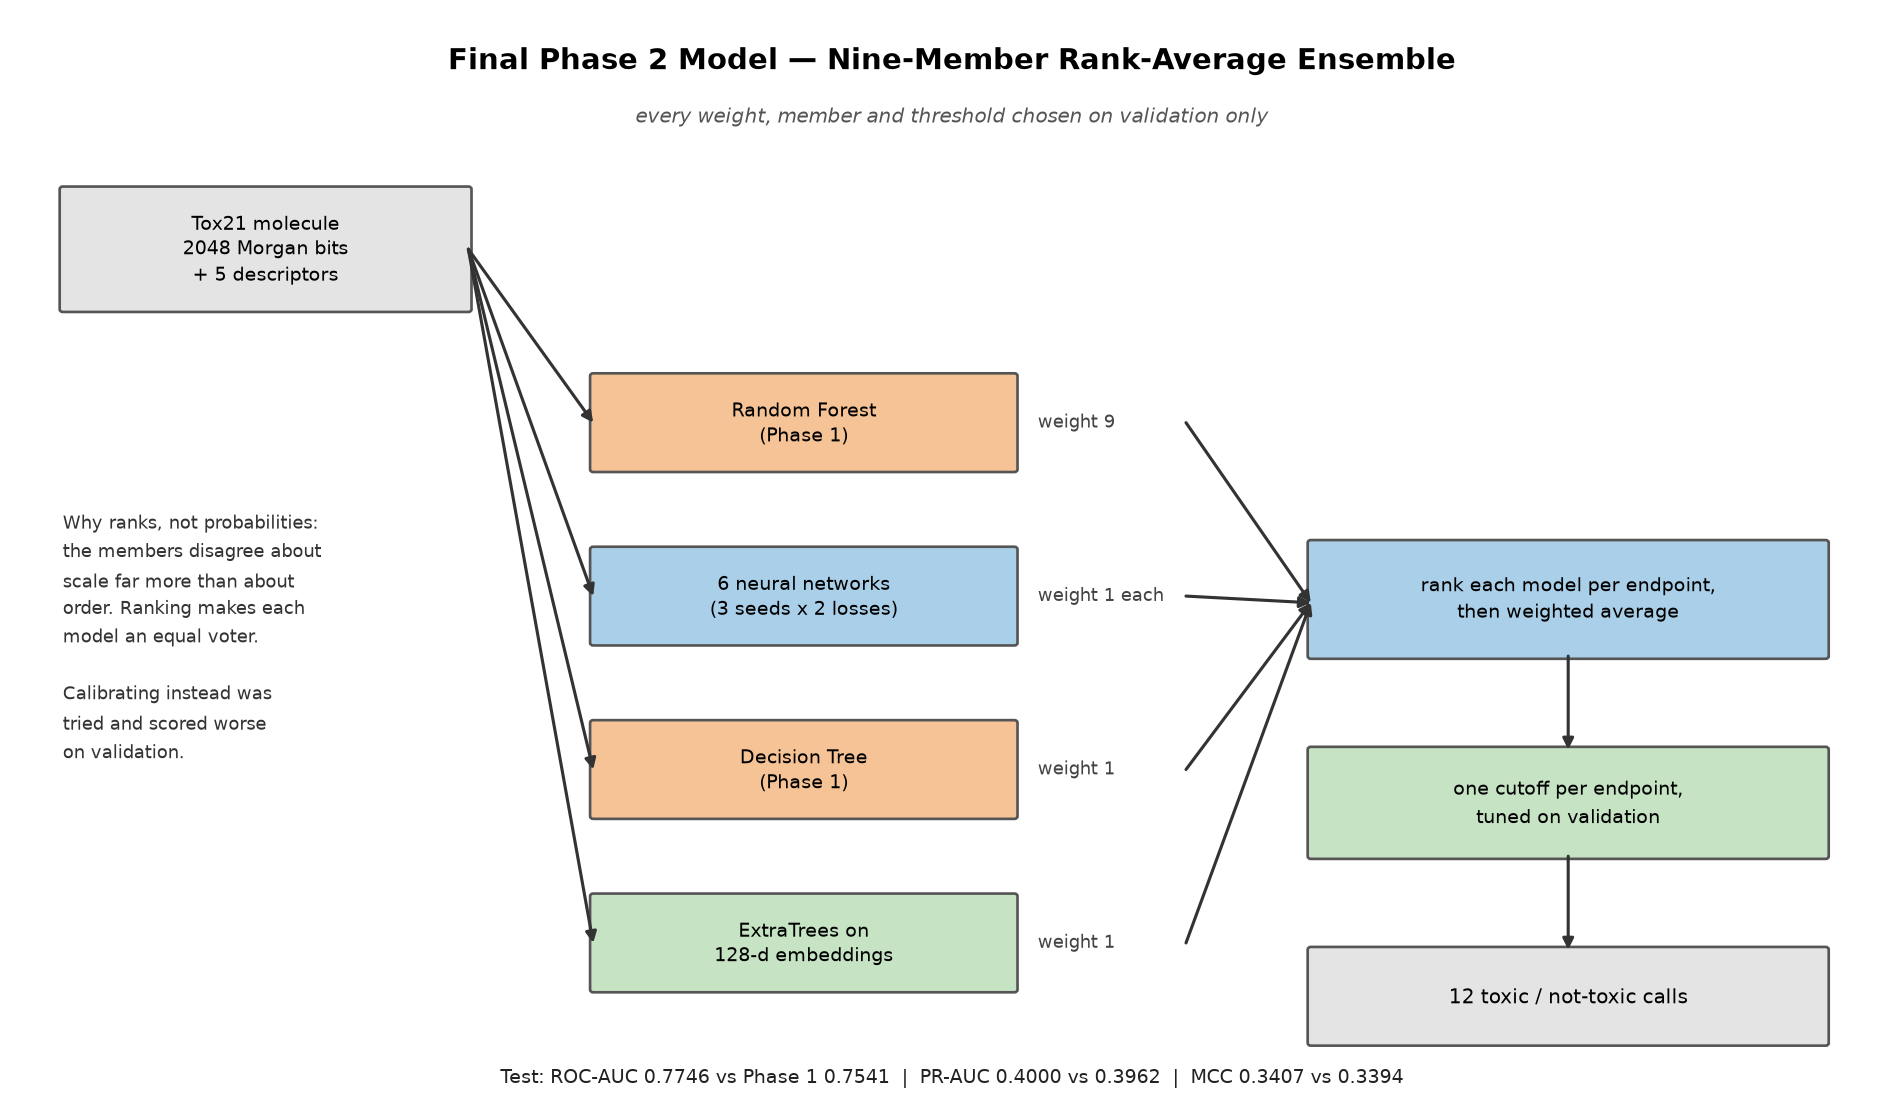 Final Phase 2 Model — Nine-Member Rank-Average Ensemble
every weight, member and threshold chosen on validation only
Tox21 molecule
2048 Morgan bits
+ 5 descriptors
Random Forest
(Phase 1)
weight 9
Why ranks, not probabilities:
the members disagree about
scale far more than about
order. Ranking makes each
model an equal voter.
Calibrating instead was
tried and scored worse
on validation.
6 neural networks
(3 seeds x 2 losses)
weight 1 each
Decision Tree
(Phase 1)
weight 1
ExtraTrees on
128-d embeddings
weight 1
rank each model per endpoint,
then weighted average
one cutoff per endpoint,
tuned on validation
12 toxic / not-toxic calls
Test: ROC-AUC 0.7746 vs Phase 1 0.7541 | PR-AUC 0.4000 vs 0.3962 | MCC 0.3407 vs 0.3394